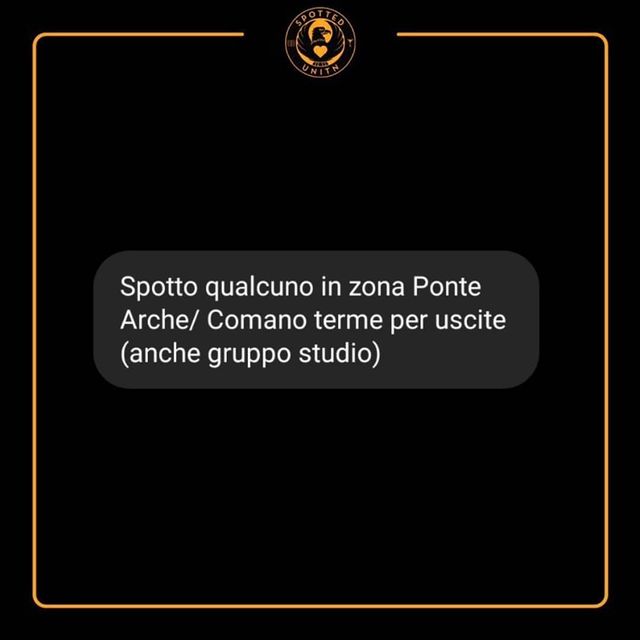 SPOTTED
UNITN
Spotto qualcuno in zona Ponte
Arche/ Comano terme per uscite
(anche gruppo studio)